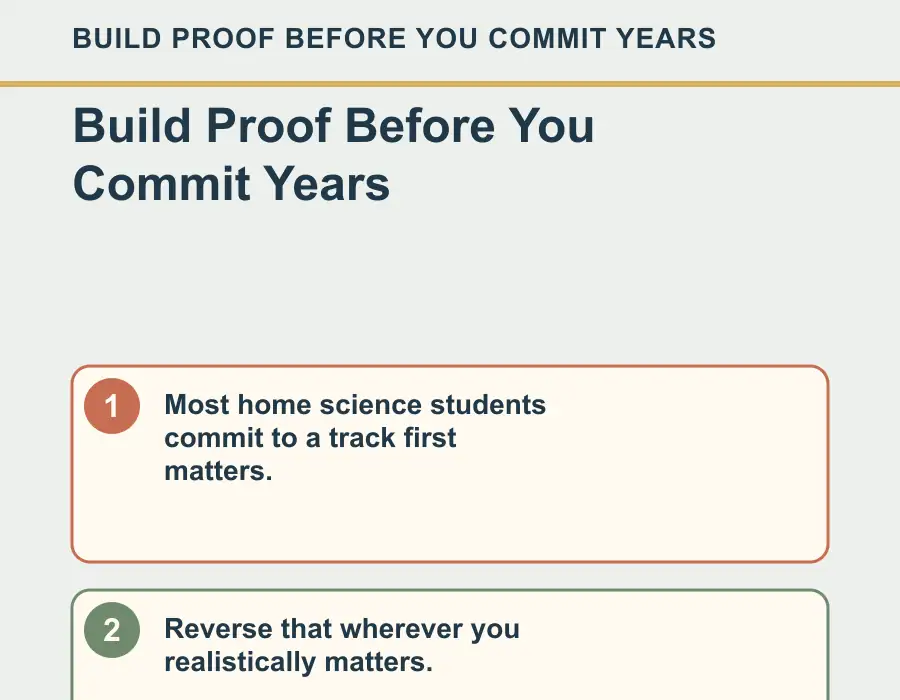 BUILD PROOF BEFORE YOU COMMIT YEARS
Build Proof Before You
Commit Years
1
Most home science students
commit to a track first
matters.
2
Reverse that wherever you
realistically matters.